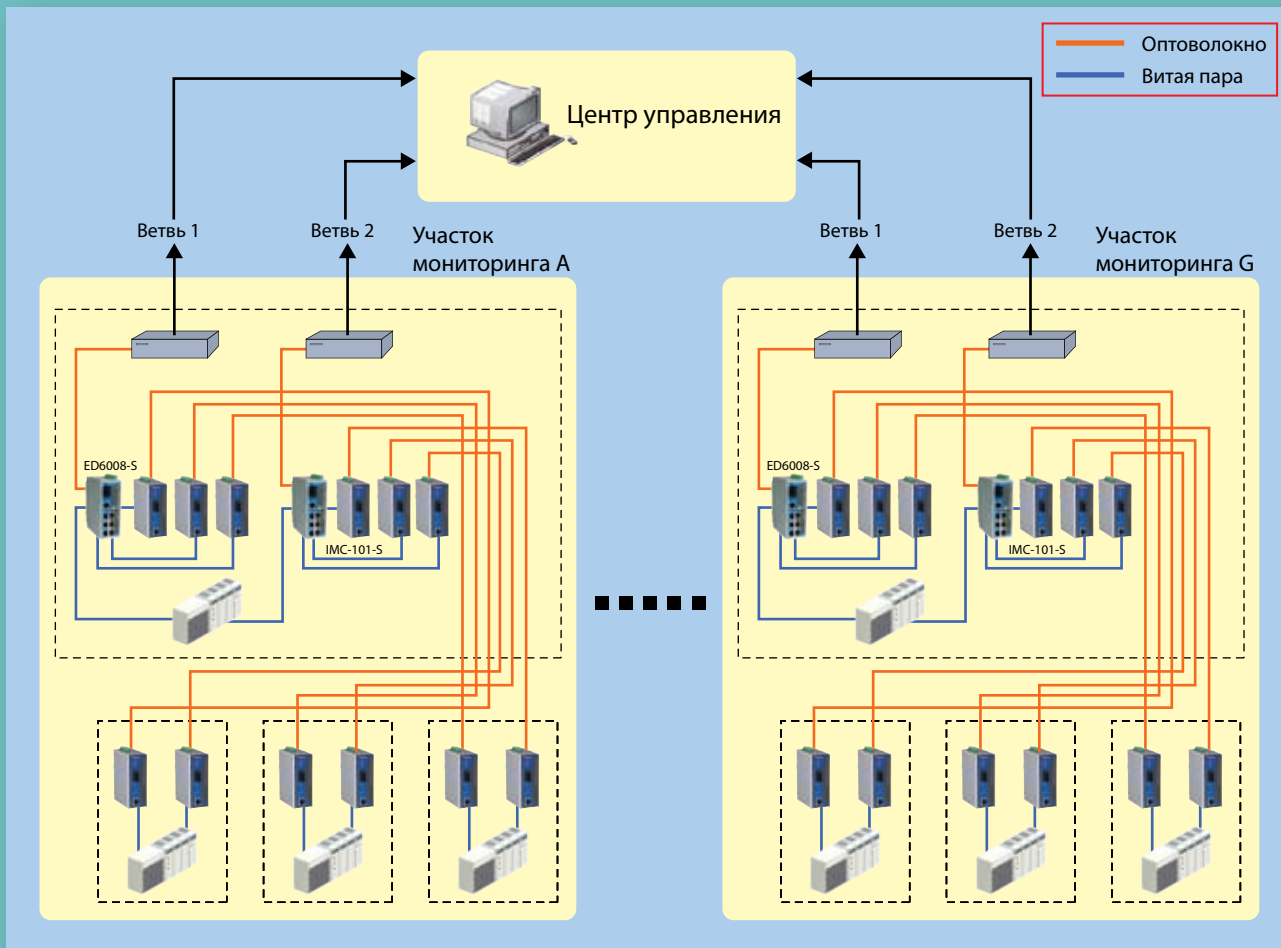 Оптоволокно
Витая пара
Центр управления
Ветвь 1
Ветвь 2
Участок
мониторинга A
Ветвь 1
Ветвь 2
Участок
мониторинга G
ED6008-S
IMC-101-S
ED6008-S
IMC-101-S